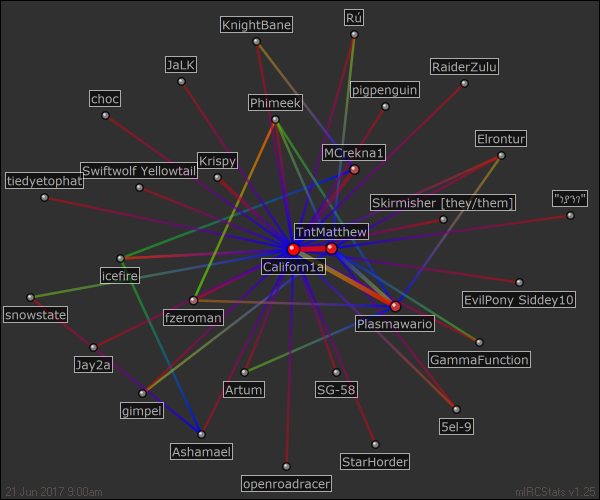 KnightBane
Rú
JaLK
RaiderZulu
choc
Phimeek
pigpenguin
Elrontur
MCrekna1
Swiftwolf Yellowtail
Krispy
tiedyetophat
Skirmisher [they/them]
TntMatthew
Californ1a
icefire
EvilPony Siddey10
snowstate
fzeroman
Plasmawario
Jay2a
GammaFunction
Artum
SG-58
gimpel
5el-9
Ashamael
StarHorder
openroadracer
21 Jun 2017 9:00am
mIRCStats v1.25